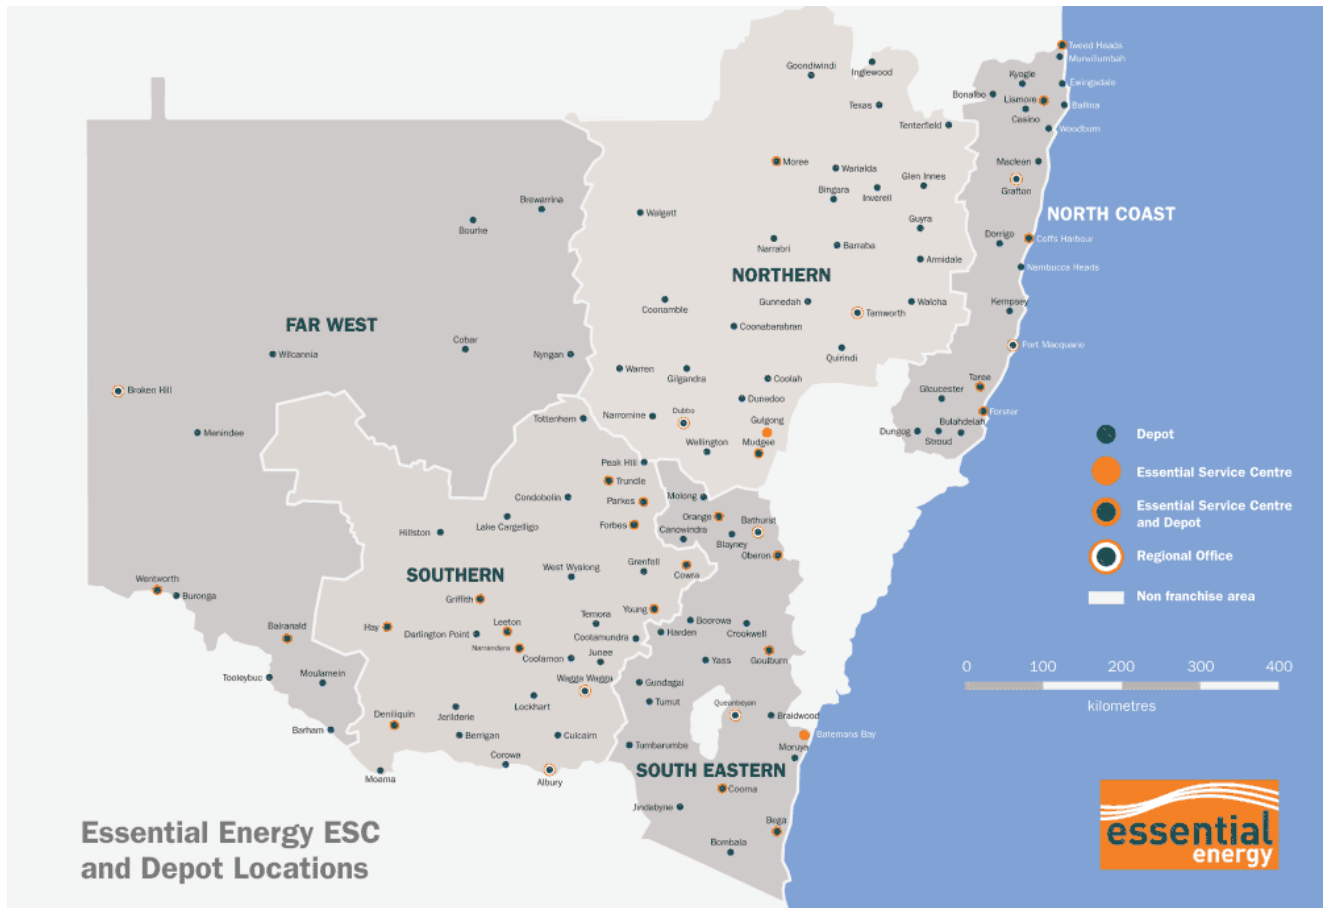 Tweed Heads
Murwillumbah
Goondiwindi
Inglewood
Kyogle
Ewingsdale
Bonalbo
Lismore
Ballina
Texas
Casino
Tenterfield
Woodburn
Moree
Maclean
Warialda
Glen Innes
Bingara
Inverell
Grafton
Brewarrina
Walgett
NORTH COAST
Bourke
Guyra
Dorrigo
Coffs Harbour
Narrabri
Barraba
Armidale
Nambucca Heads
NORTHERN
Coonamble
Gunnedah
Walcha
Kempsey
Tamworth
FAR WEST
Coonabarabran
Cobar
Port Macquarie
Wilcannia
Nyngan
Quirindi
Warren
Gilgandra
Coolah
Taree
Broken Hill
Gloucester
Dunedoo
Dubbo
Narromine
Forster
Tottenham
Gulgong
Bulahdelah
Menindee
Dungog
Stroud
Wellington
Mudgee
Depot
Peak Hill
Essential Service Centre
Trundle
Condobolin
Parkes
Molong
Essential Service Centre
and Depot
Lake Cargelligo
Forbes
Orange
Bathurst
Hillston
Canowindra
Blayney
Oberon
Regional Office
Grenfell
West Wyalong
Cowra
SOUTHERN
Wentworth
Buronga
Non franchise area
Griffith
Young
Temora
Boorowa
Balranald
Hay
Leeton
Darlington Point
Cootamundra
Harden
Crookwell
Narrandera
Junee
Coolamon
Yass
Goulburn
0 100 200 300 400
kilometres
Tooleybuc
Moulamein
Wagga Wagga
Gundagai
Lockhart
Tumut
Queanbeyan
Deniliquin
Jerilderie
Braidwood
Barham
Berrigan
Culcairn
Batemans Bay
Tumbarumba
Moruya
Corowa
SOUTH EASTERN
Moama
Albury
Cooma
Jindabyne
Bega
Bombala
Essential Energy ESC
and Depot Locations
essential
energy